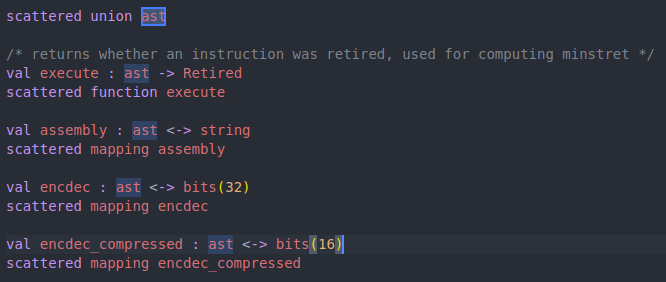 scattered union ast
/* returns whether an instruction was retired, used for computing minstret */
val execute : ast -> Retired
scattered function execute
val assembly : ast <-> string
scattered mapping assembly
val encdec : ast <-> bits(32)
scattered mapping encdec
val encdec_compressed : ast <-> bits(16)
scattered mapping encdec_compressed